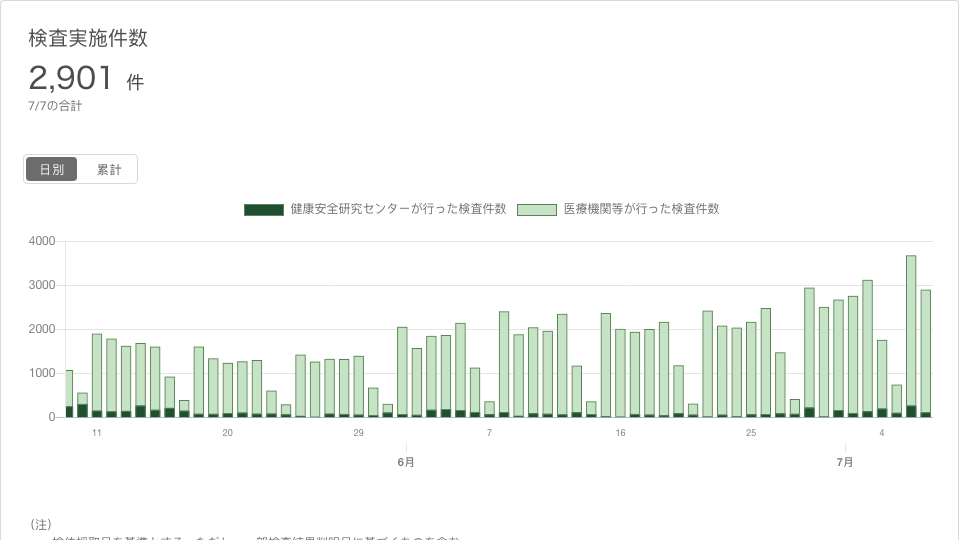 検査実施件数
2,901 件
7/7の合計
日別 累計
健康安全研究センターが行った検査件数 医療機関等が行った検査件数
4000
3000
2000
1000
0
11 20 29 7 16 25 4
6月 7月
(注)